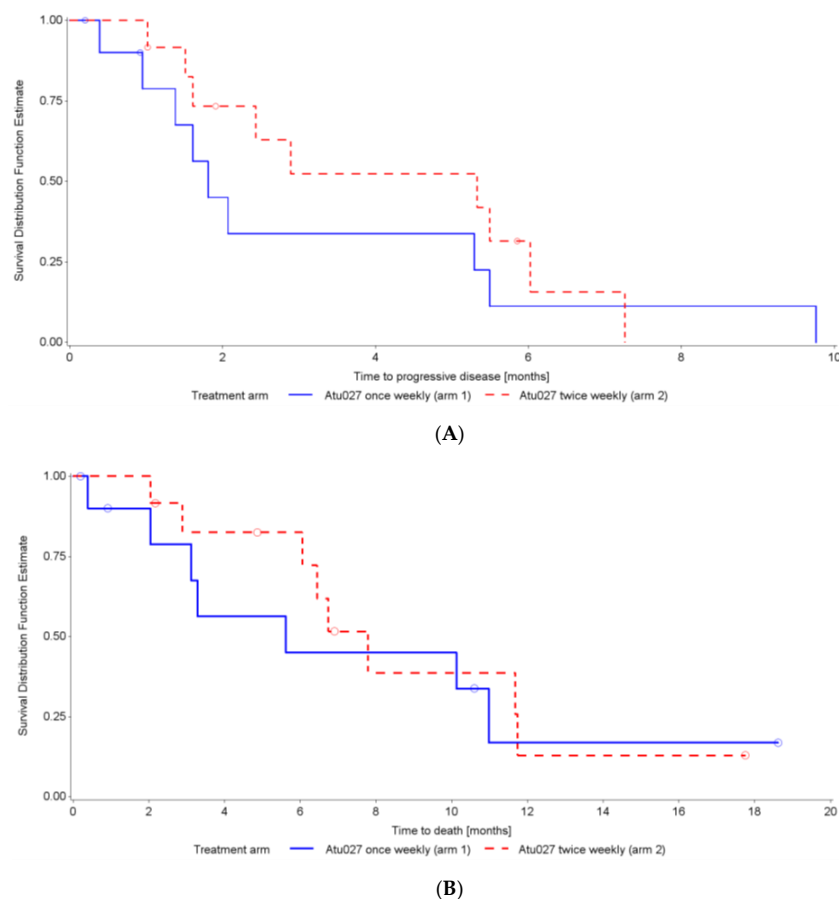 1.00
0.75
0.50
0.25
0.00
Survival Distribution Function Estimate
0 2 4 6 8 10
Time to progressive disease [months]
Treatment arm Atu027 once weekly (arm 1) Atu027 twice weekly (arm 2)
(A)
1.00
0.75
0.50
0.25
0.00
Survival Distribution Function Estimate
0 2 4 6 8 10 12 14 16 18 20
Time to death [months]
Treatment arm Atu027 once weekly (arm 1) Atu027 twice weekly (arm 2)
(B)